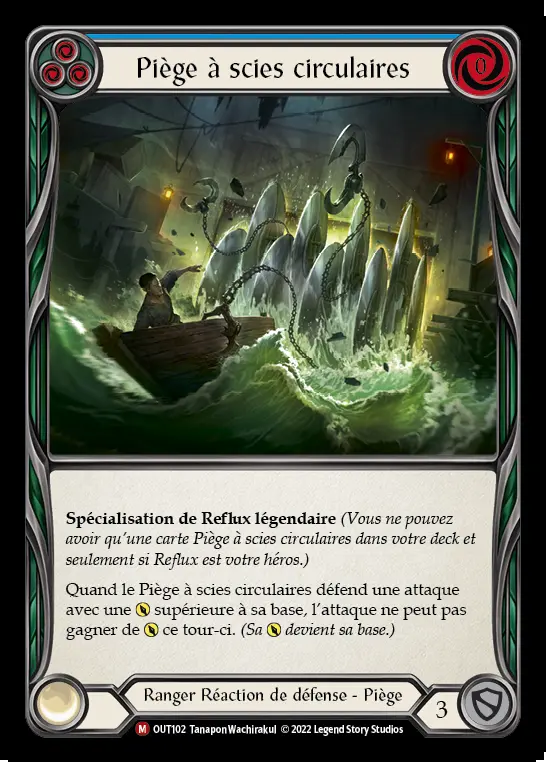 Piège à scies circulaires
0
Spécialisation de Reflux légendaire (Vous ne pouvez
avoir qu'une carte Piège à scies circulaires dans votre deck et
seulement si Reflux est votre héros.)
Quand le Piège à scies circulaires défend une attaque
avec une supérieure à sa base, l'attaque ne peut pas
gagner de ce tour-ci. (Sa devient sa base.)
Ranger Réaction de défense - Piège
3
M OUT102 Tanapon Wachirakul © 2022 Legend Story Studios